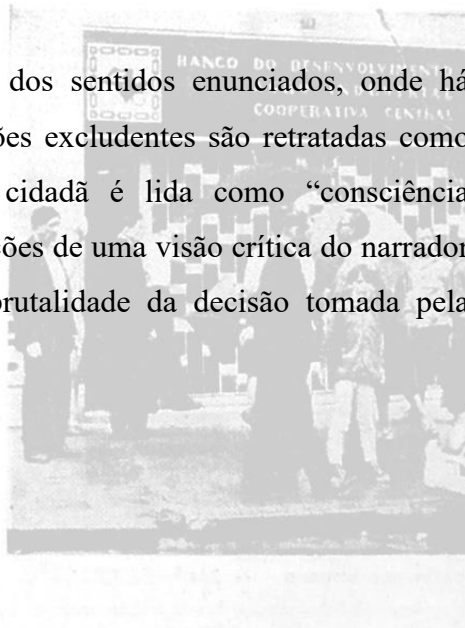 BANCO DO DESENVOLVIMENTO
dos sentidos enunciados, onde há
COOPERATIVA CENTRAL
ões excludentes são retratadas como
cidadã é lida como “consciência
ões de uma visão crítica do narrador
brutalidade da decisão tomada pela